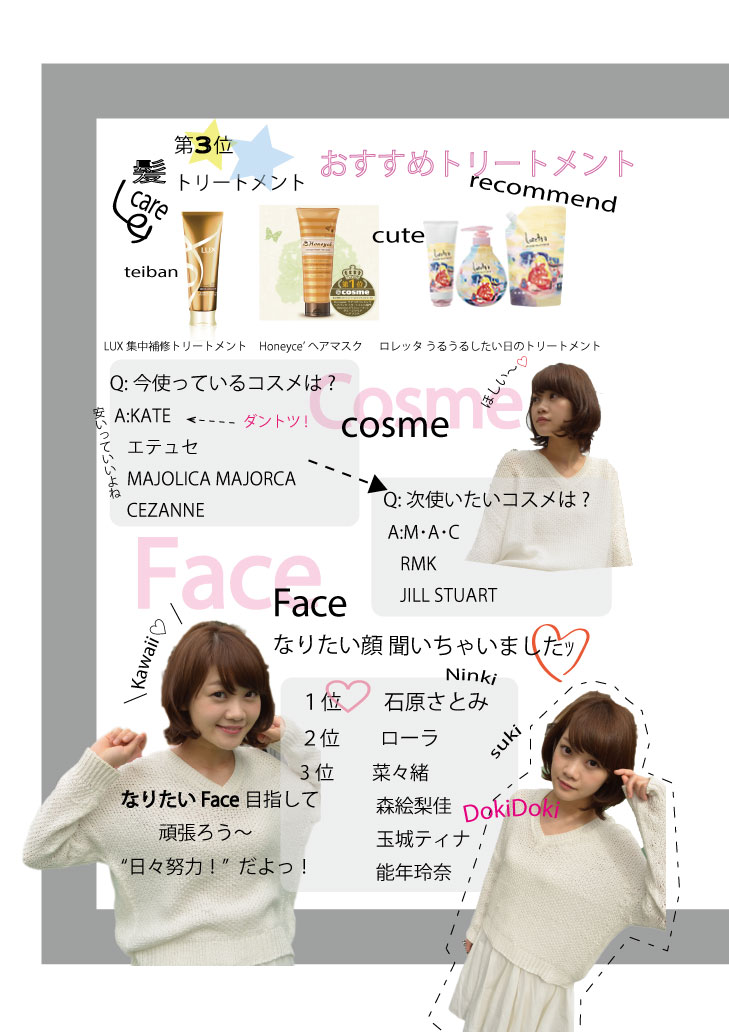 第3位
髪
care
トリートメント
おすすめトリートメント
recommend
teiban
LUX
Honeyce'
第1位
@cosme
cute
Loretta
LUX 集中補修トリートメント
Honeyce’ ヘアマスク
ロレッタ うるうるしたい日のトリートメント
Cosme
cosme
Q: 今使っているコスメは?
A:KATE
ダントツ!
エテュセ
MAJOLICA MAJORCA
CEZANNE
安いっていいよね
ほしい〜♡
Q: 次使いたいコスメは?
A:M・A・C
RMK
JILL STUART
Face
Face
なりたい顔 聞いちゃいましたッ
Kawaii♡
Ninki
1位 石原さとみ
2位 ローラ
3位 菜々緒
森絵梨佳
玉城ティナ
能年玲奈
suki
DokiDoki
なりたい Face 目指して
頑張ろう〜
“日々努力!”だよっ!